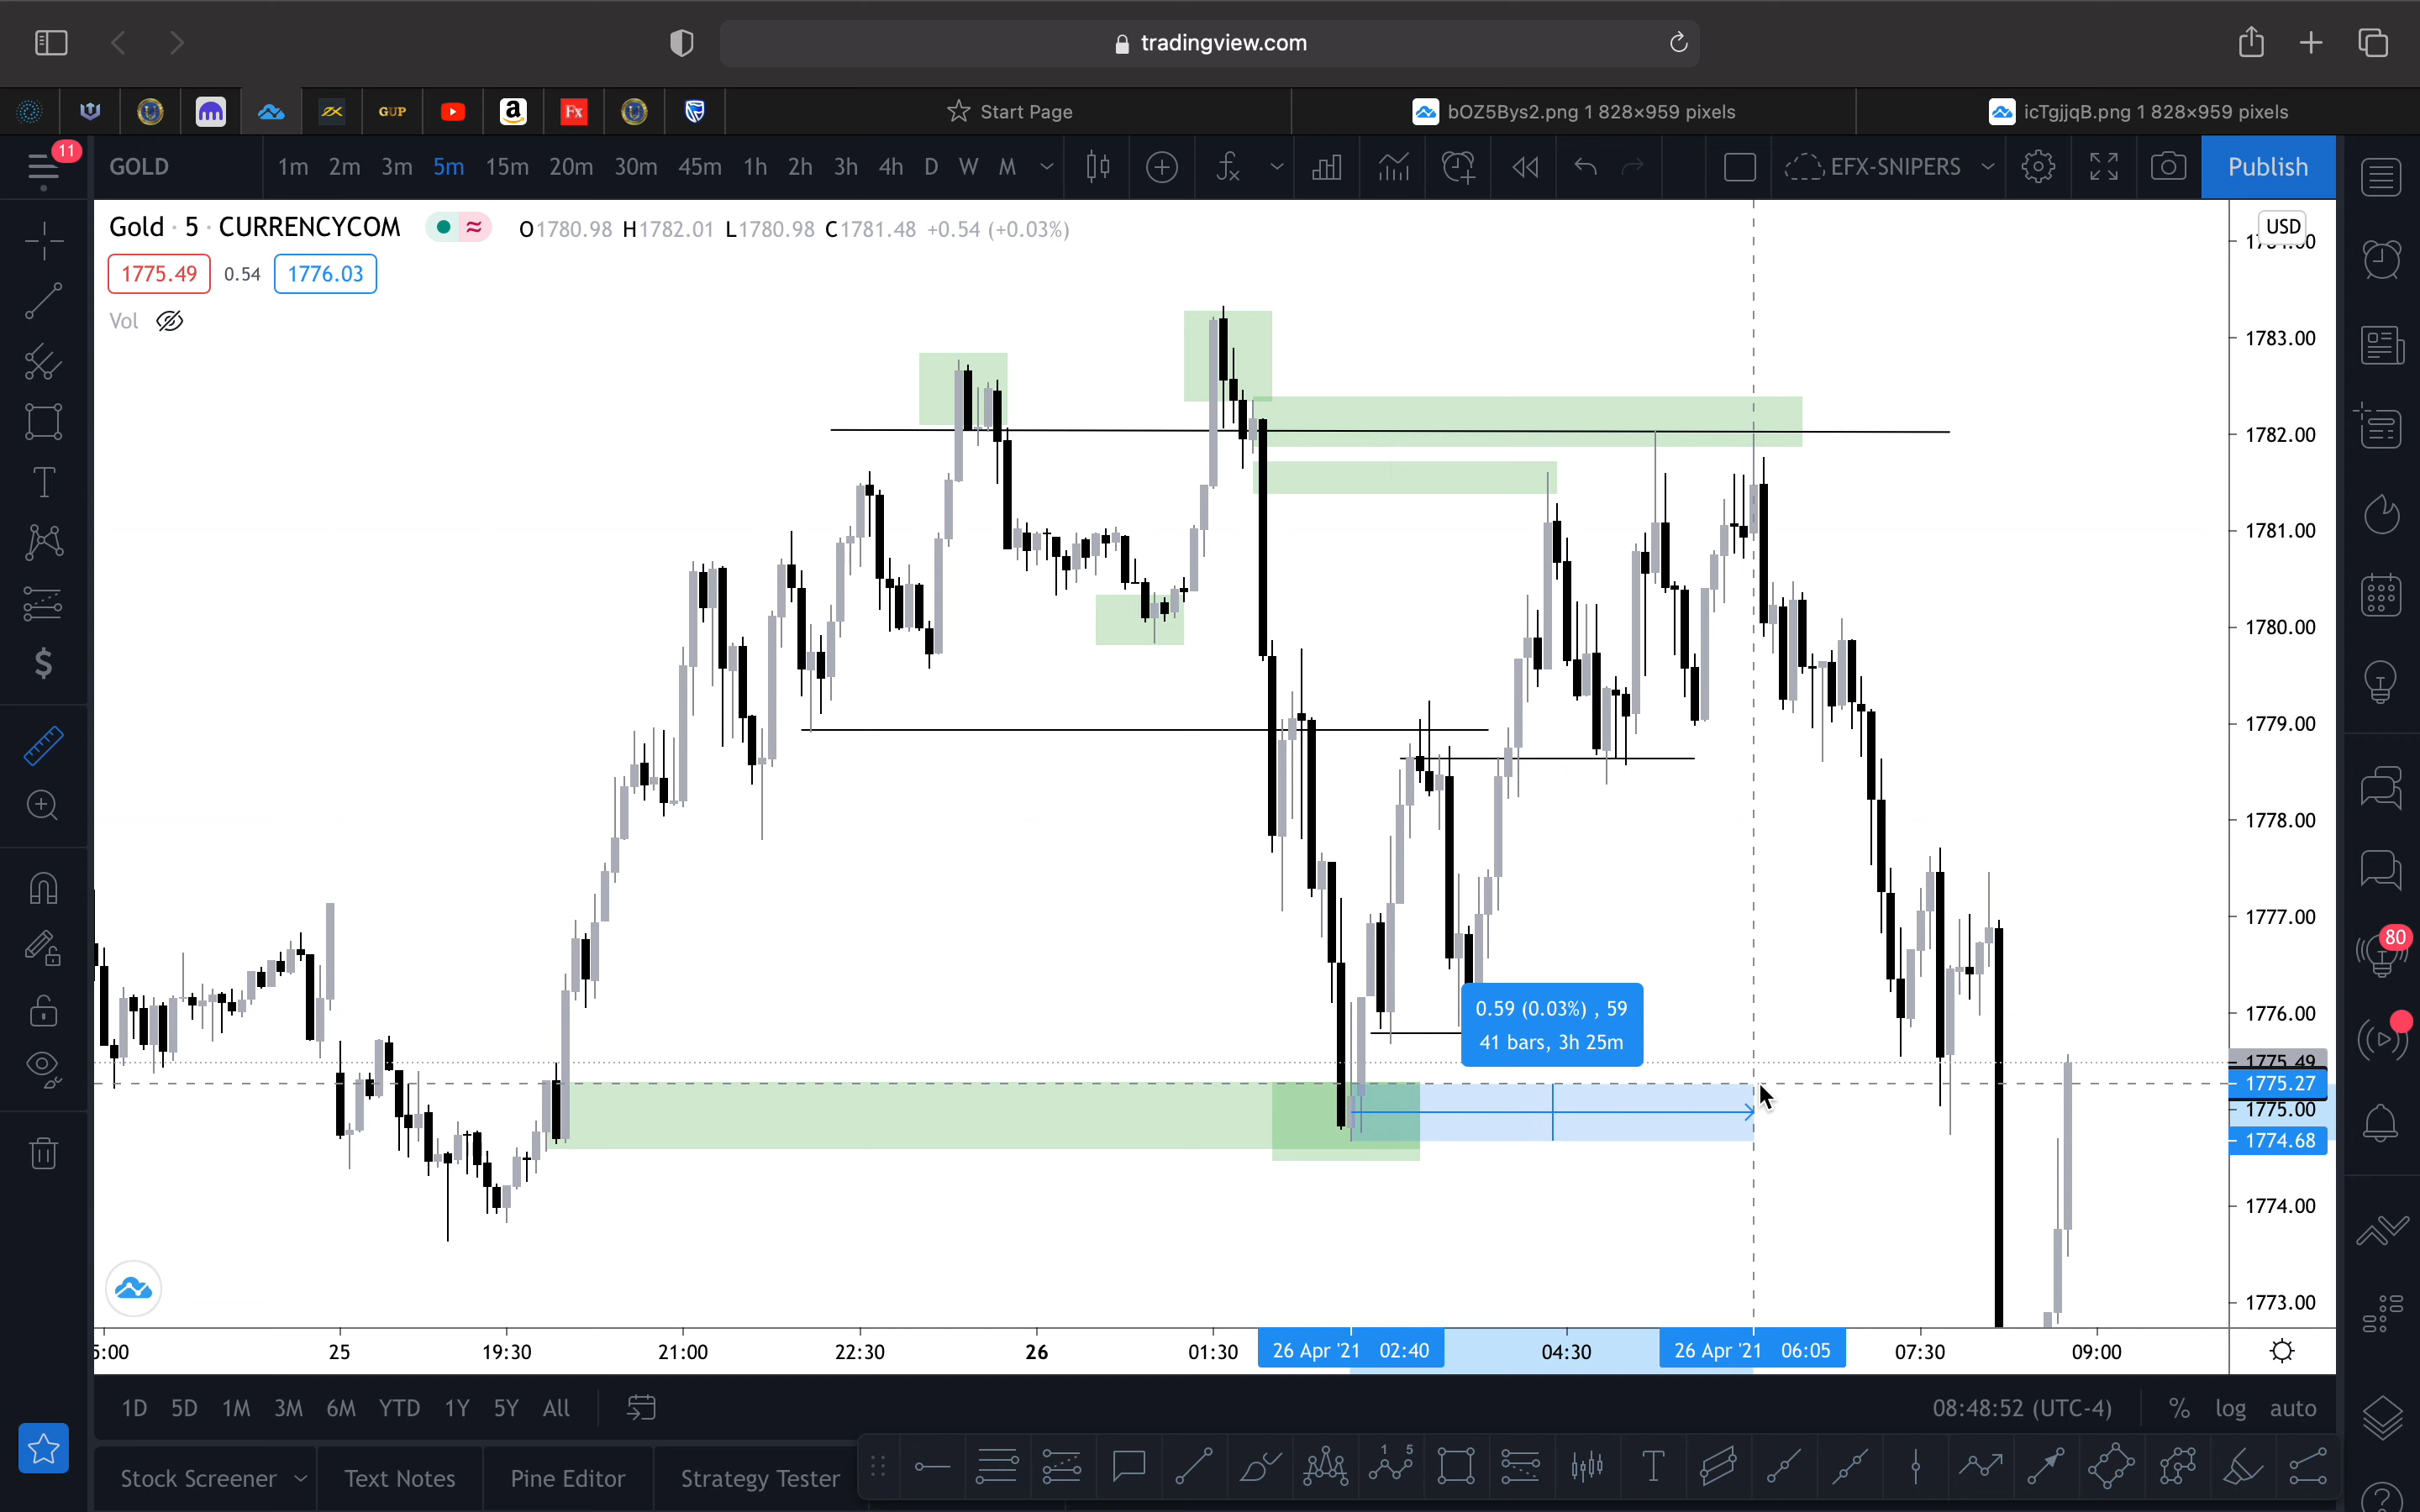 tradingview.com
GUP
Fx
Start Page
bOZ5Bys2.png 1 828×959 pixels
icTgjjqB.png 1 828×959 pixels
11
GOLD
1m 2m 3m 5m 15m 20m 30m 45m 1h 2h 3h 4h D W M
EFX-SNIPERS
Publish
Gold · 5 · CURRENCYCOM
O1780.98 H1782.01 L1780.98 C1781.48 +0.54 (+0.03%)
USD
1775.49 0.54 1776.03
Vol
1783.00
1782.00
1781.00
1780.00
1779.00
1778.00
1777.00
80
1776.00
0.59 (0.03%) , 59
41 bars, 3h 25m
1775.49
1775.27
1775.00
1774.68
1774.00
1773.00
5:00 25 19:30 21:00 22:30 26 01:30 26 Apr '21 02:40 04:30 26 Apr '21 06:05 07:30 09:00
1D 5D 1M 3M 6M YTD 1Y 5Y All
08:48:52 (UTC-4) % log auto
Stock Screener Text Notes Pine Editor Strategy Tester